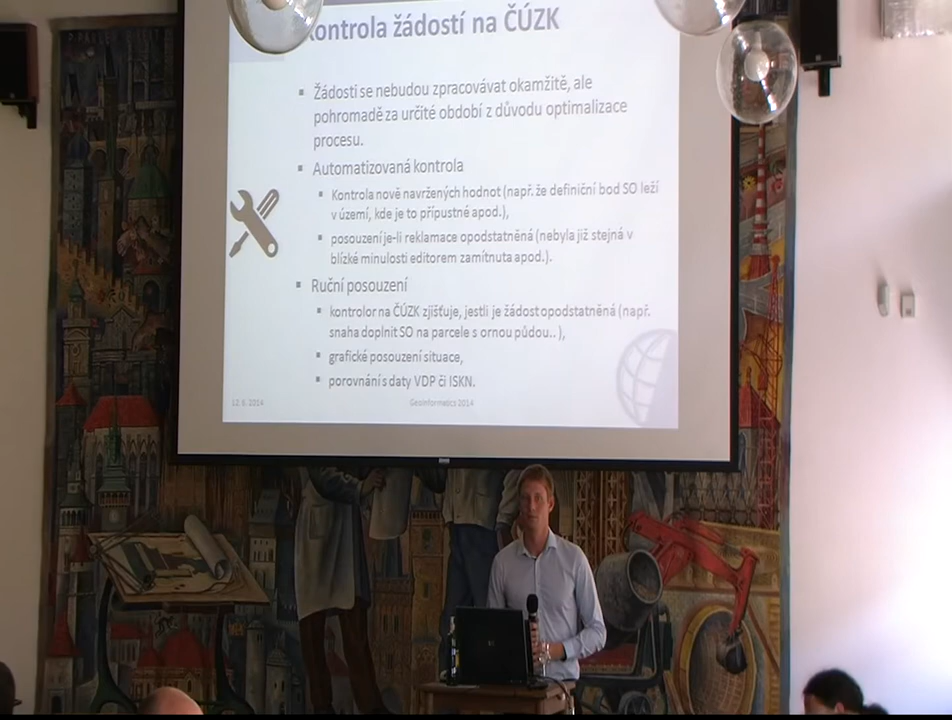 Kontrola žádostí na ČÚZK
Žádosti se nebudou zpracovávat okamžitě, ale
pohromadě za určité období z důvodu optimalizace
procesu.
Automatizovaná kontrola
Kontrola nově navržených hodnot (např. že definiční bod SO leží
v území, kde je to přípustné apod.),
posouzení je-li reklamace opodstatněná (nebyla již stejná v
blízké minulosti editorem zamítnuta apod.).
Ruční posouzení
kontrolor na ČÚZK zjišťuje, jestli je žádost opodstatněná (např.
snaha doplnit SO na parcele s ornou půdou.. ),
grafické posouzení situace,
porovnání s daty VDP či ISKN.
12. 6. 2014
Geoinformatics 2014